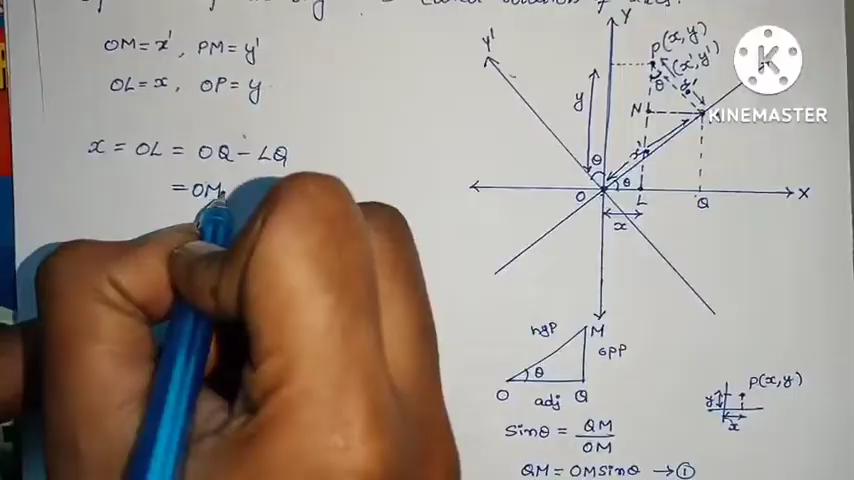 OM = x' , PM = y'
OL = x , OP = y
x = OL = OQ - LQ
= OM
Y
Y'
P(x,y)
(x',y')
θ
y'
y
N
x'
θ
θ
O
L
Q
X
x
KINEMASTER
hyp
M
opp
θ
O
adj
Q
Sinθ = QM / OM
QM = OM sinθ → ①
P(x,y)
y
x